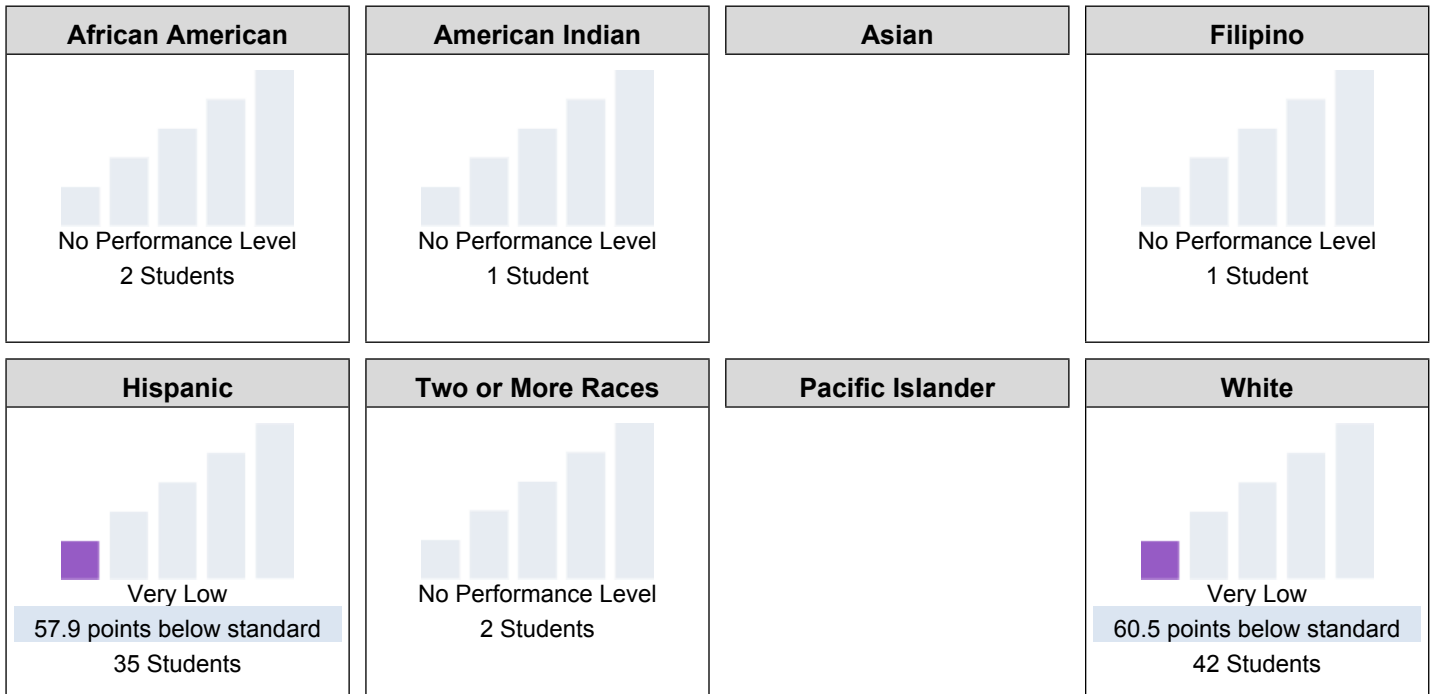 African American
No Performance Level
2 Students
American Indian
No Performance Level
1 Student
Asian
Filipino
No Performance Level
1 Student
Hispanic
Very Low
57.9 points below standard
35 Students
Two or More Races
No Performance Level
2 Students
Pacific Islander
White
Very Low
60.5 points below standard
42 Students